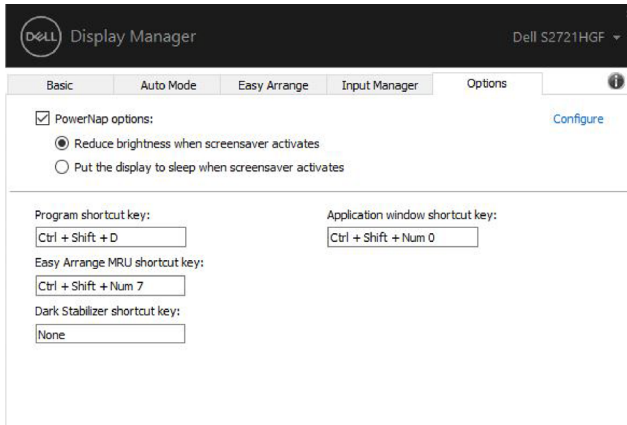 DELL Display Manager
Dell S2721HGF
Basic Auto Mode Easy Arrange Input Manager Options
PowerNap options: Configure
Reduce brightness when screensaver activates
Put the display to sleep when screensaver activates
Program shortcut key: Application window shortcut key:
Ctrl + Shift + D Ctrl + Shift + Num 0
Easy Arrange MRU shortcut key:
Ctrl + Shift + Num 7
Dark Stabilizer shortcut key:
None